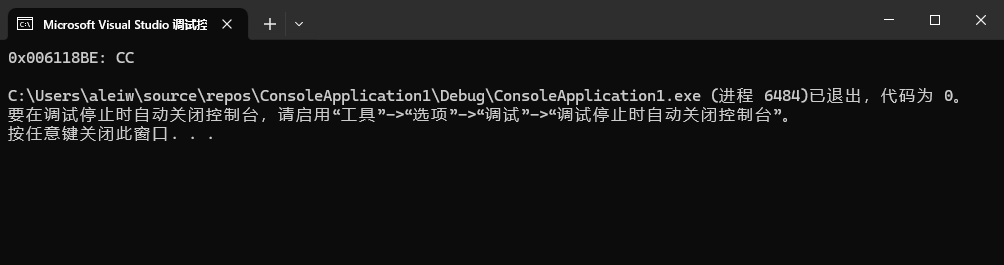 Microsoft Visual Studio 调试控
0x006118BE: CC
C:\Users\aleiw\source\repos\ConsoleApplication1\Debug\ConsoleApplication1.exe (进程 6484)已退出，代码为 0。
要在调试停止时自动关闭控制台，请启用“工具”->“选项”->“调试”->“调试停止时自动关闭控制台”。
按任意键关闭此窗口. . .